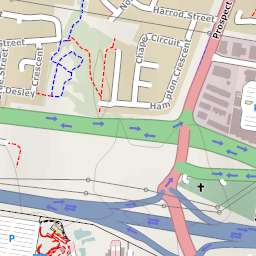 Harrod Street
Prospect
Chapel Circuit
Hampton Crescent
Street
Crescent
Desley
P
P